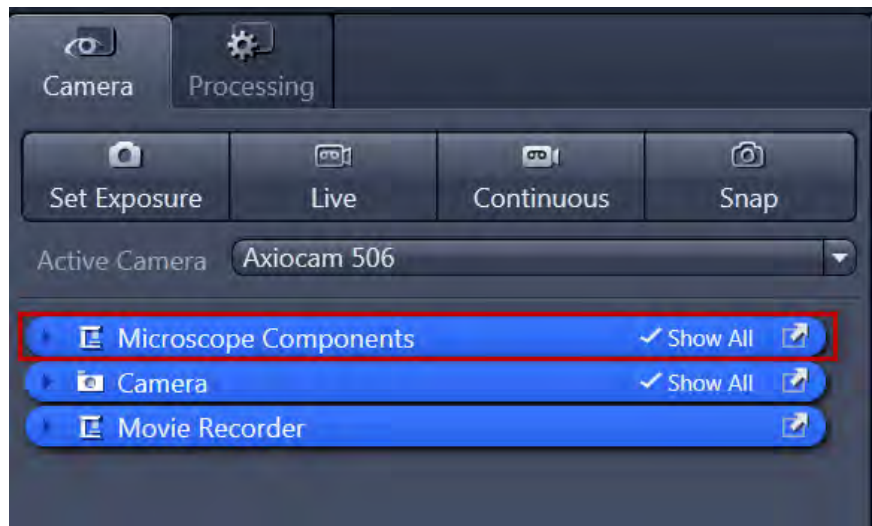 Camera Processing
Set Exposure Live Continuous Snap
Active Camera Axiocam 506
Microscope Components Show All
Camera Show All
Movie Recorder